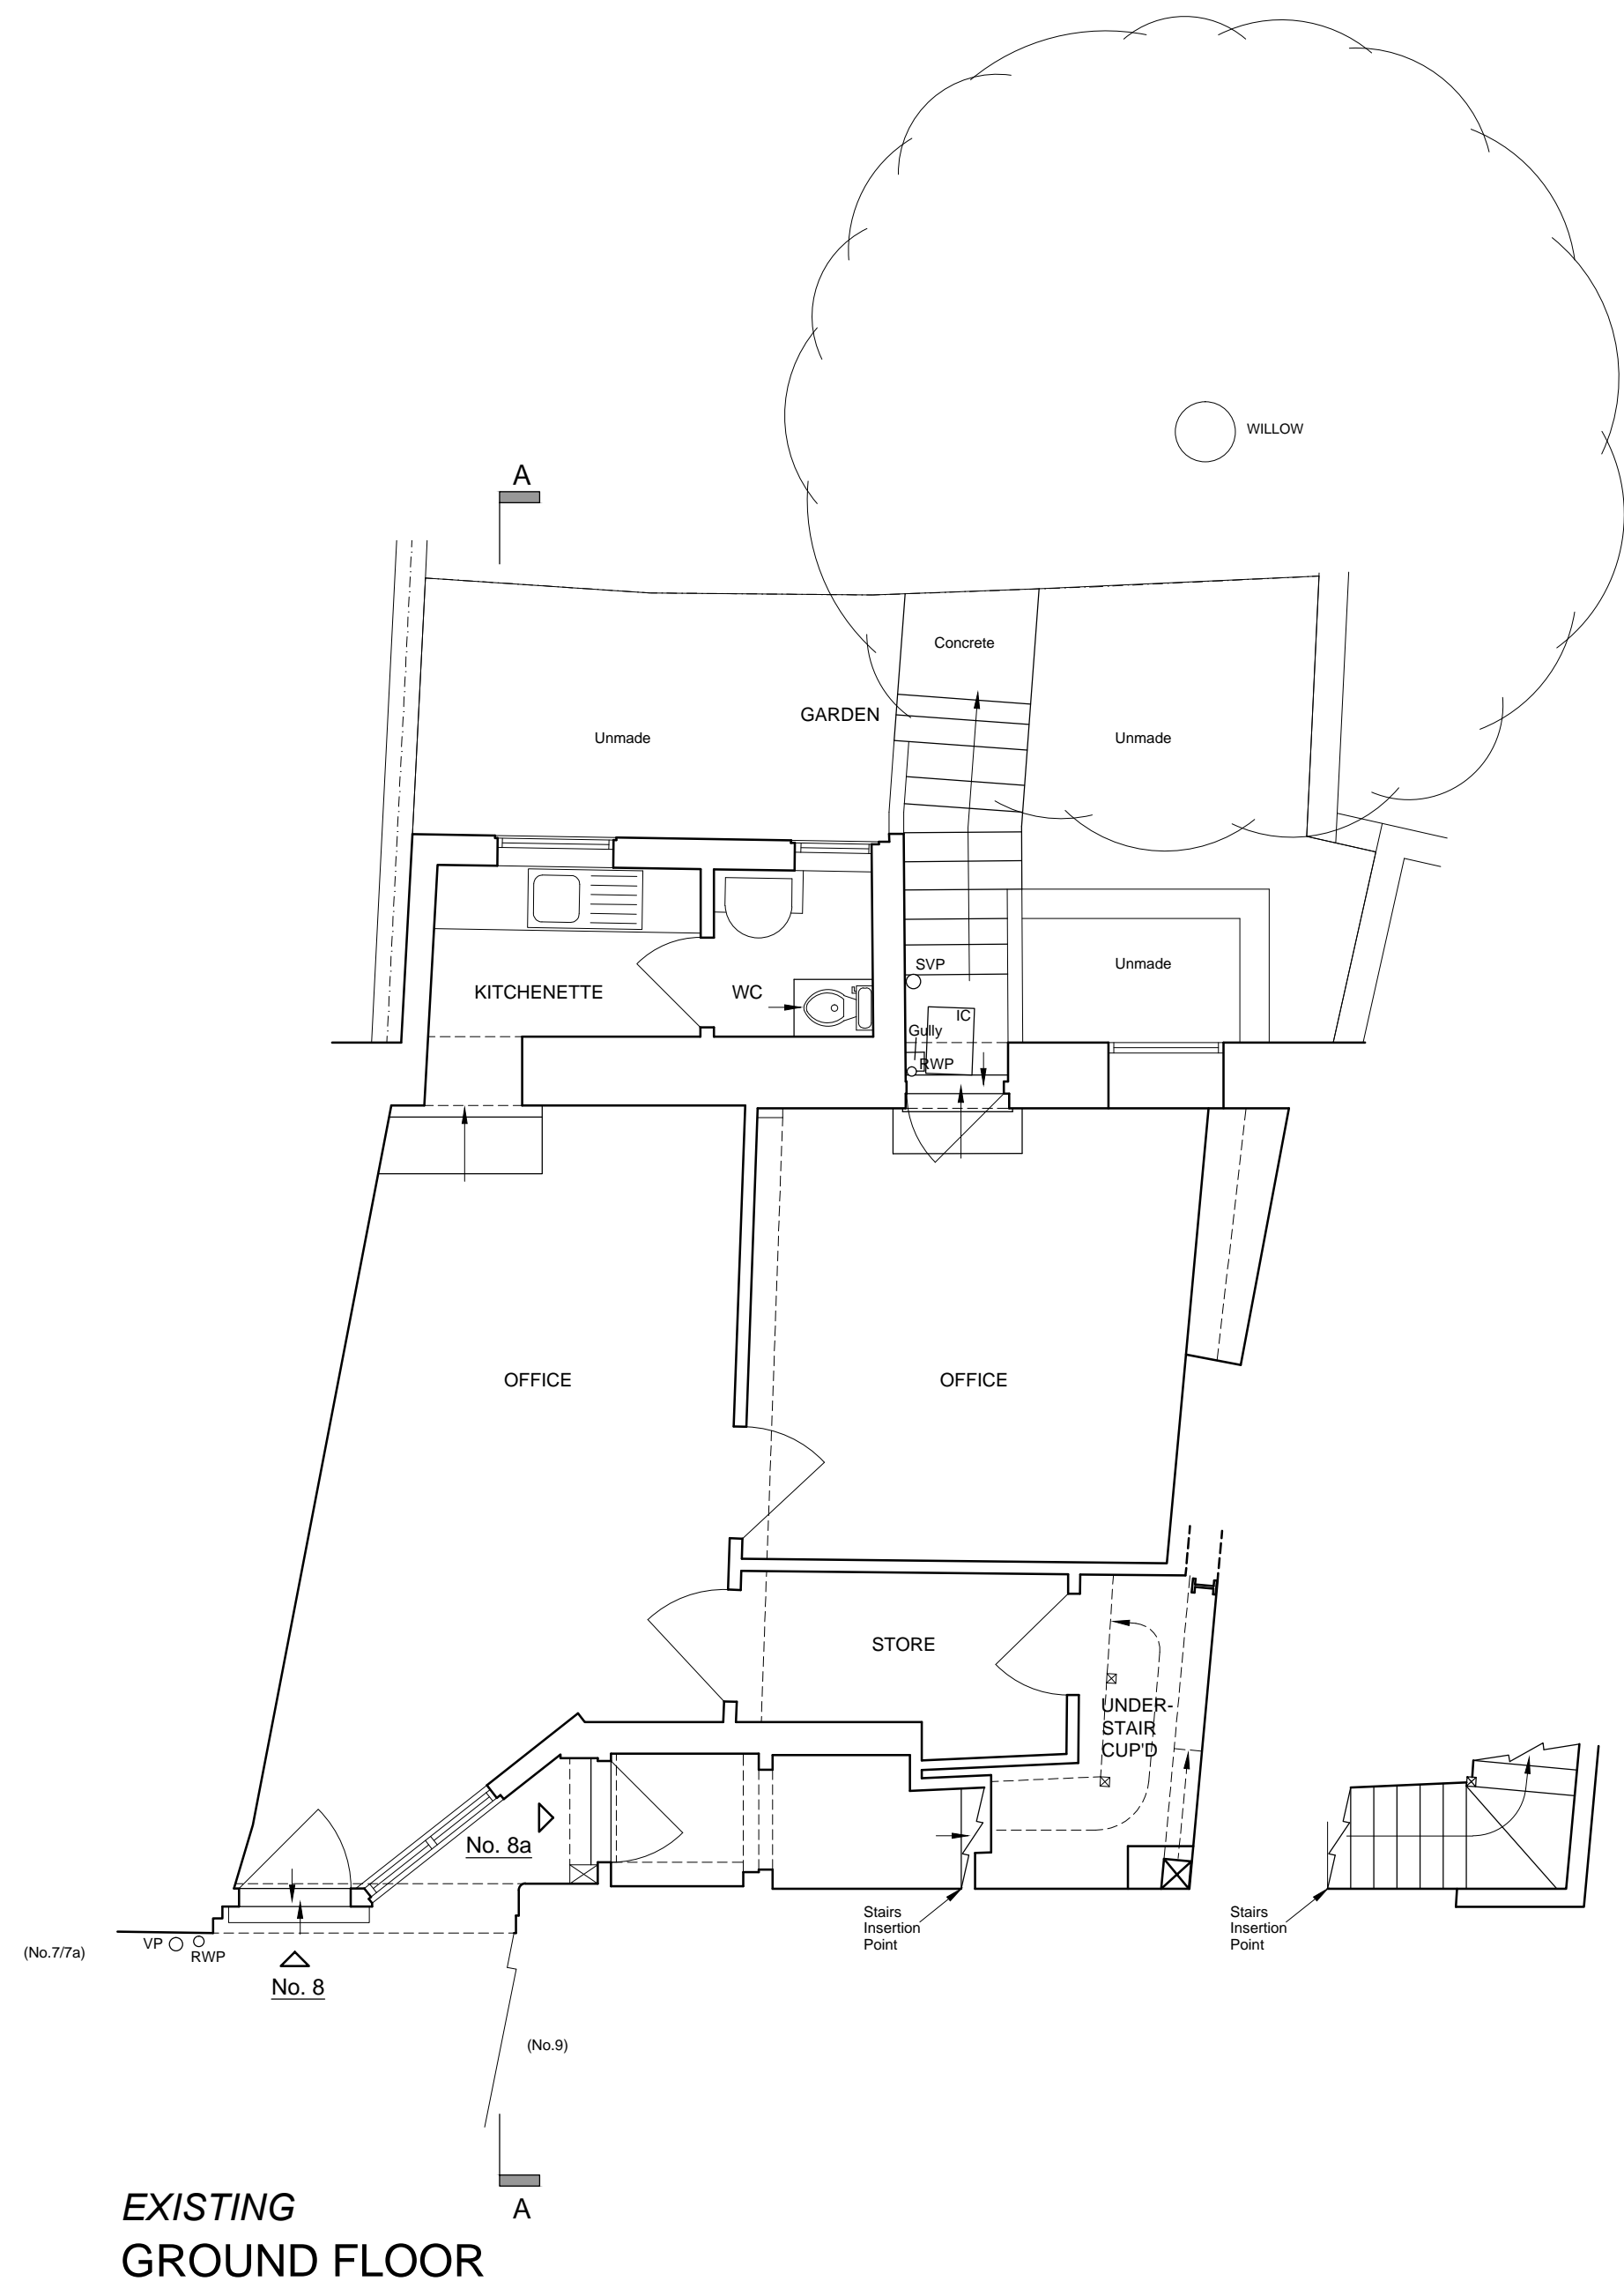 WILLOW
A
Concrete
GARDEN
Unmade
Unmade
Unmade
SVP
KITCHENETTE
WC
IC
Gully
RWP
OFFICE
OFFICE
STORE
UNDER-
STAIR
CUP'D
No. 8a
Stairs
Insertion
Point
Stairs
Insertion
Point
(No.7/7a)
VP
RWP
No. 8
(No.9)
A
EXISTING
GROUND FLOOR